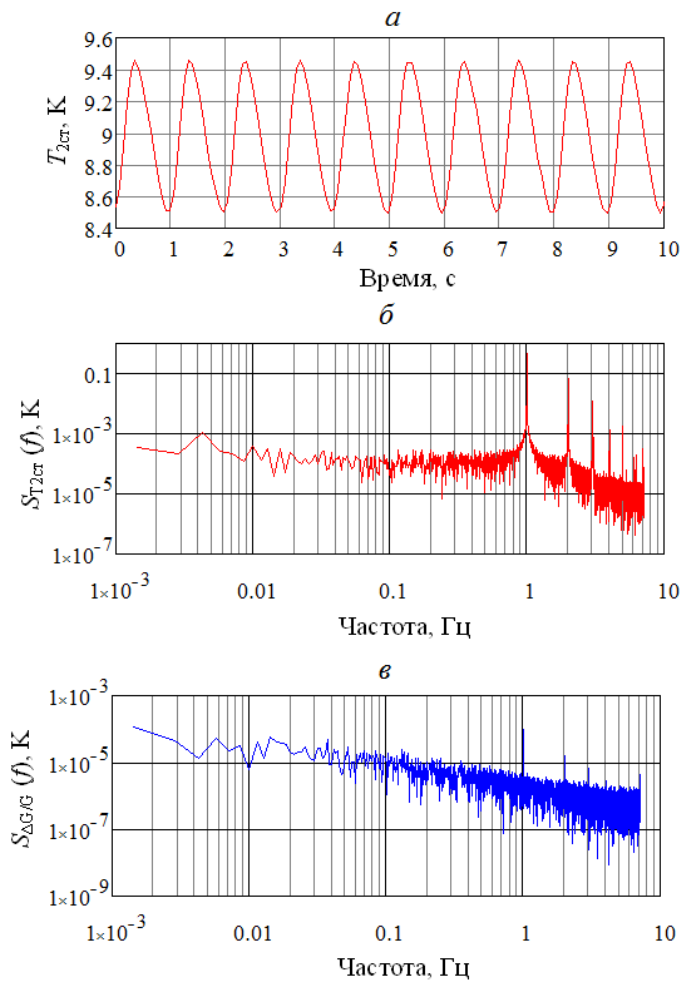 а
9.6
9.4
9.2
9
8.8
8.6
8.4
T2ст, К
0 1 2 3 4 5 6 7 8 9 10
Время, с
б
0.1
1×10-3
1×10-5
1×10-7
ST2ст (f), К
1×10-3 0.01 0.1 1 10
Частота, Гц
в
1×10-3
1×10-5
1×10-7
1×10-9
SΔG/G (f), К
1×10-3 0.01 0.1 1 10
Частота, Гц